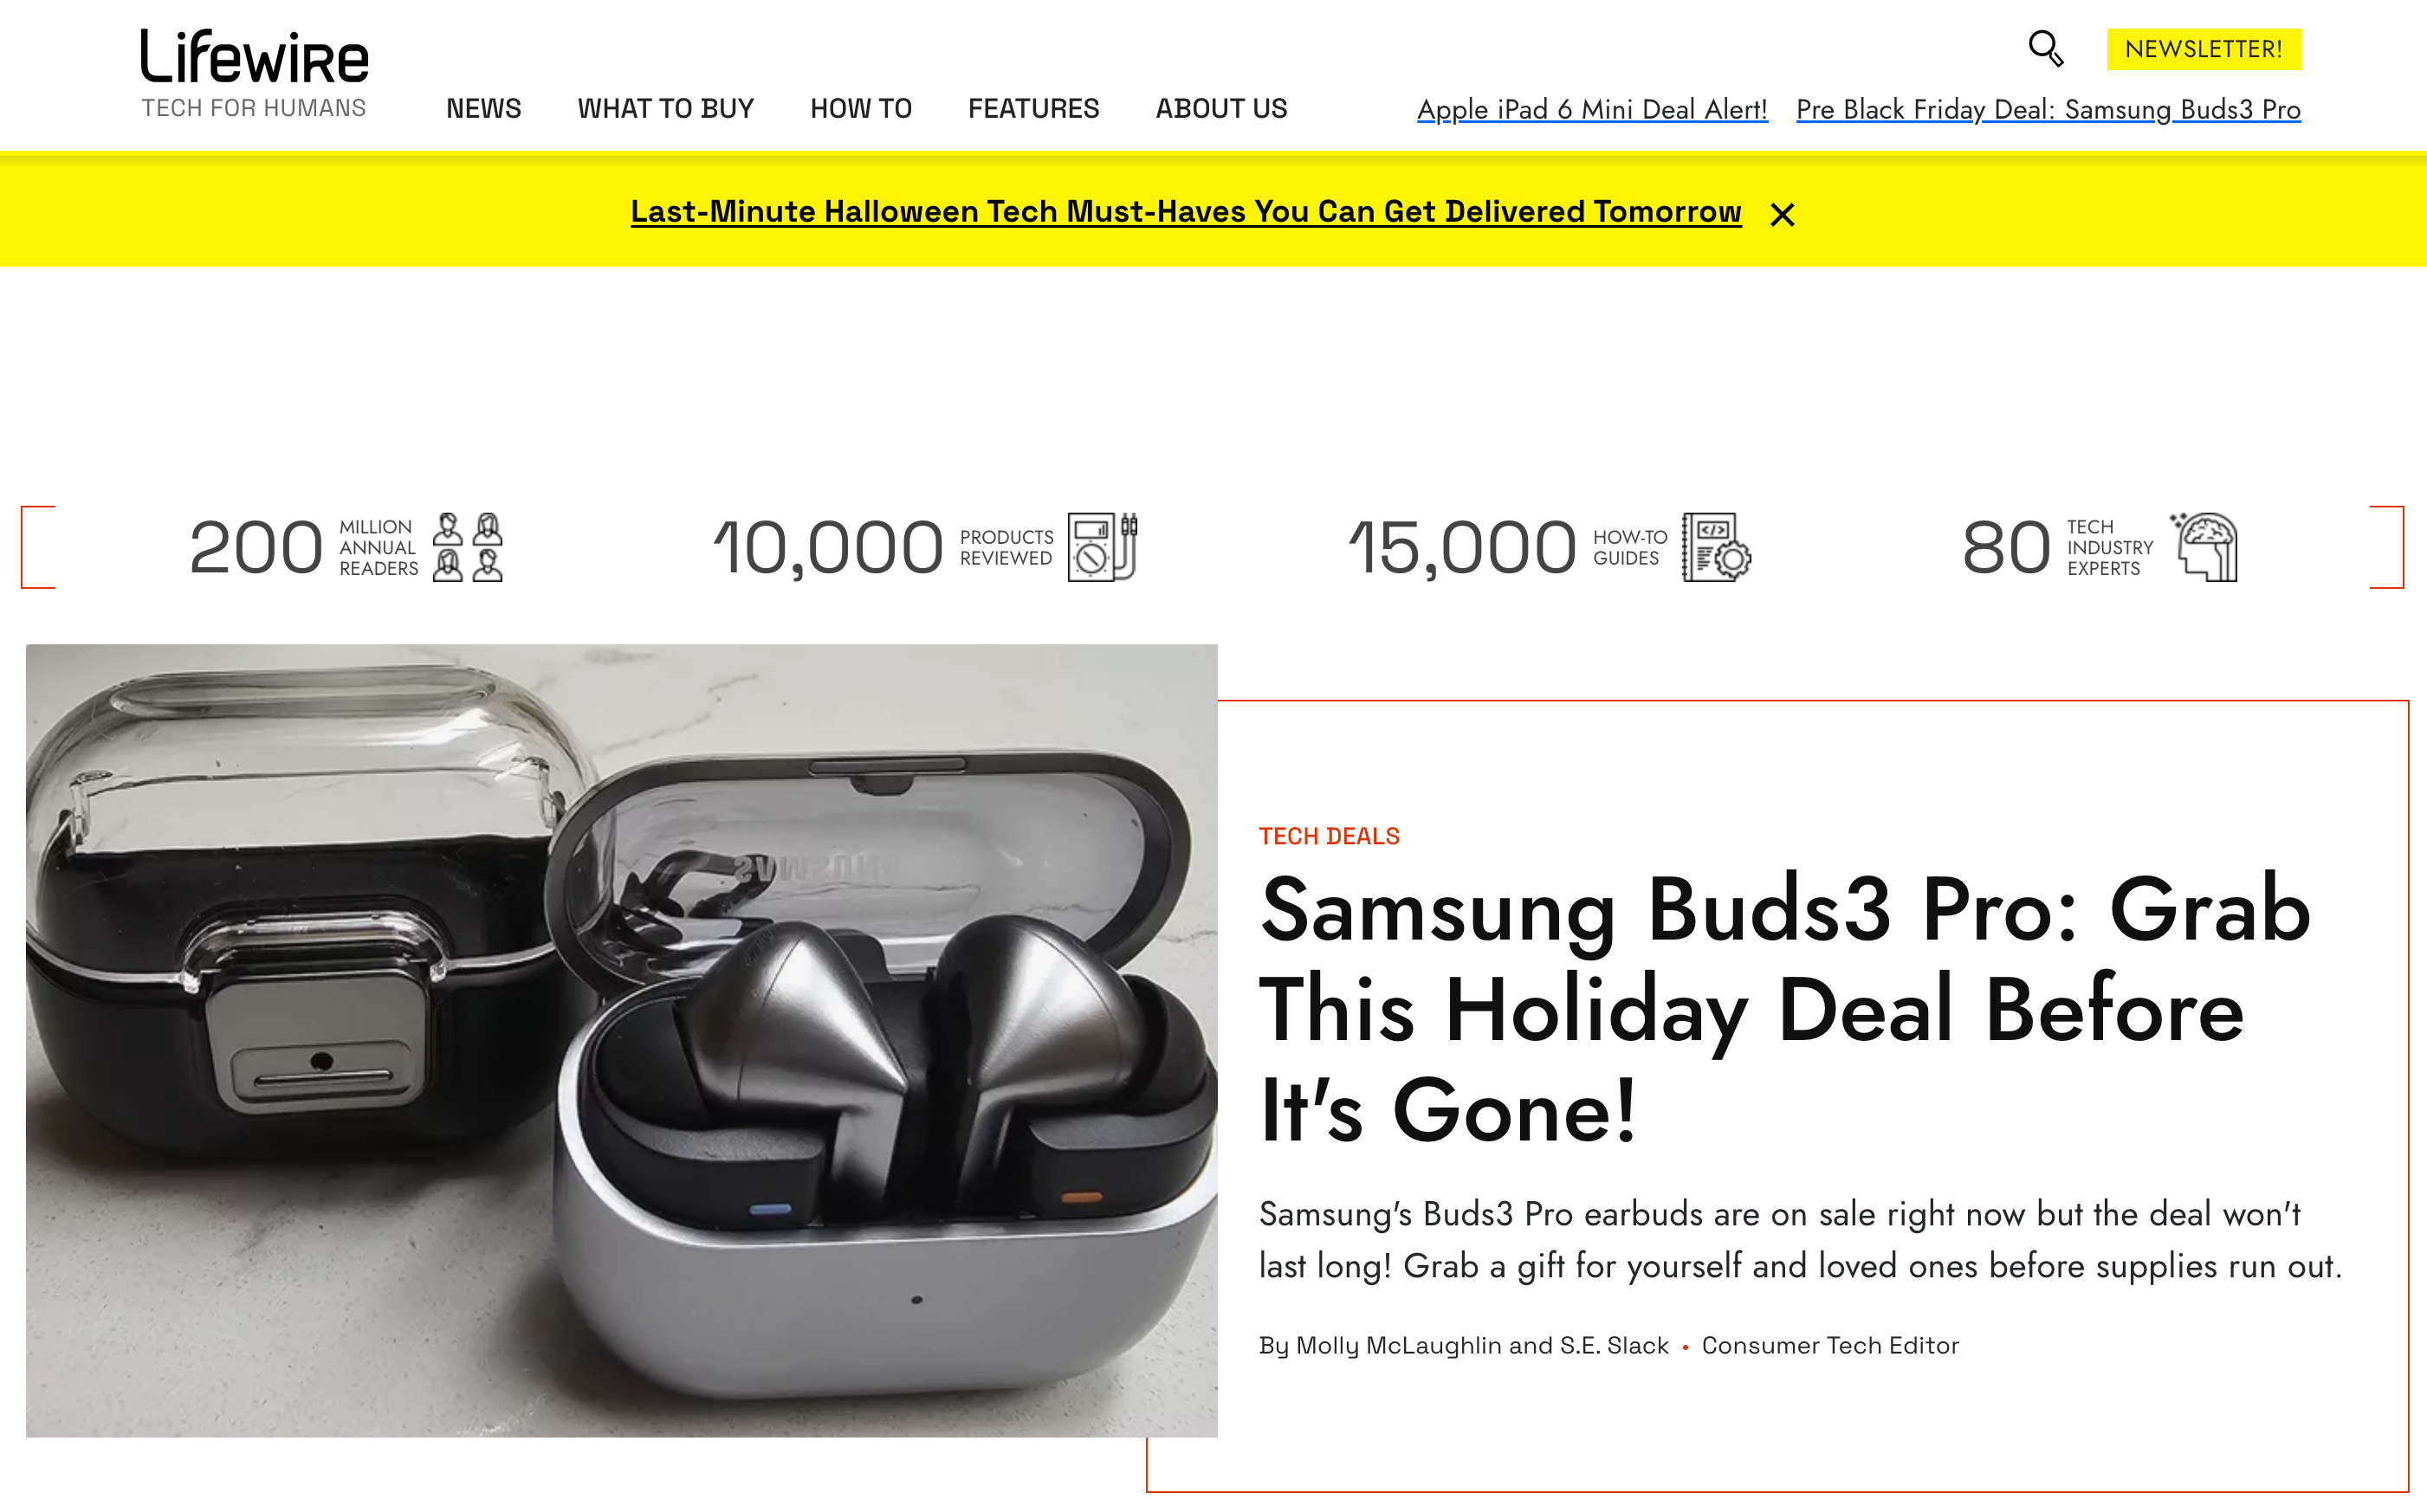 Lifewire
TECH FOR HUMANS
NEWS
WHAT TO BUY
HOW TO
FEATURES
ABOUT US
NEWSLETTER!
Apple iPad 6 Mini Deal Alert!
Pre Black Friday Deal: Samsung Buds3 Pro
Last-Minute Halloween Tech Must-Haves You Can Get Delivered Tomorrow
200
MILLION
ANNUAL
READERS
10,000
PRODUCTS
REVIEWED
15,000
HOW-TO
GUIDES
</>
80
TECH
INDUSTRY
EXPERTS
SAMSUNG
TECH DEALS
Samsung Buds3 Pro: Grab
This Holiday Deal Before
It's Gone!
Samsung's Buds3 Pro earbuds are on sale right now but the deal won't
last long! Grab a gift for yourself and loved ones before supplies run out.
By Molly McLaughlin and S.E. Slack • Consumer Tech Editor